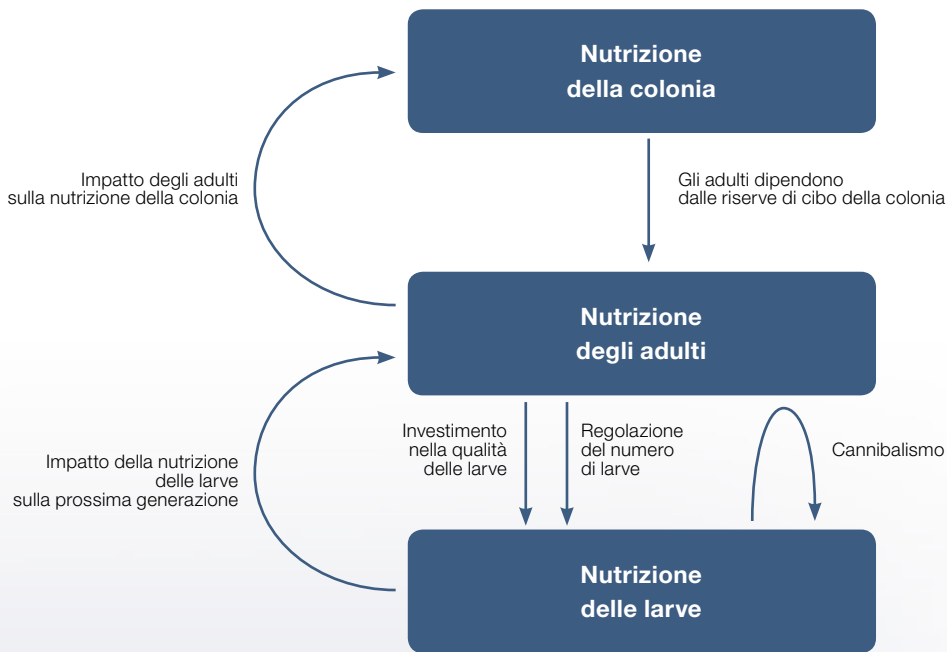 Nutrizione
della colonia
Impatto degli adulti
sulla nutrizione della colonia
Gli adulti dipendono
dalle riserve di cibo della colonia
Nutrizione
degli adulti
Impatto della nutrizione
delle larve
sulla prossima generazione
Investimento
nella qualità
delle larve
Regolazione
del numero
di larve
Cannibalismo
Nutrizione
delle larve